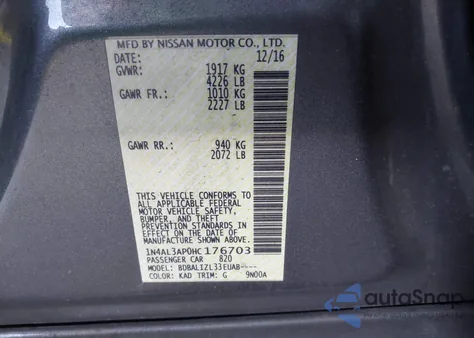 MFD BY NISSAN MOTOR CO., LTD.
DATE: 12/16
GVWR: 1917 KG
4226 LB
GAWR FR.: 1010 KG
2227 LB
GAWR RR.: 940 KG
2072 LB
THIS VEHICLE CONFORMS TO
ALL APPLICABLE FEDERAL
MOTOR VEHICLE SAFETY,
BUMPER, AND THEFT
PREVENTION STANDARDS IN
EFFECT ON THE DATE OF
MANUFACTURE SHOWN ABOVE.
1N4AL3AP0HC176703
PASSENGER CAR 820
MODEL: BDBALIZL33EUAB----
COLOR: KAD TRIM: G 9N00A
autoSnap